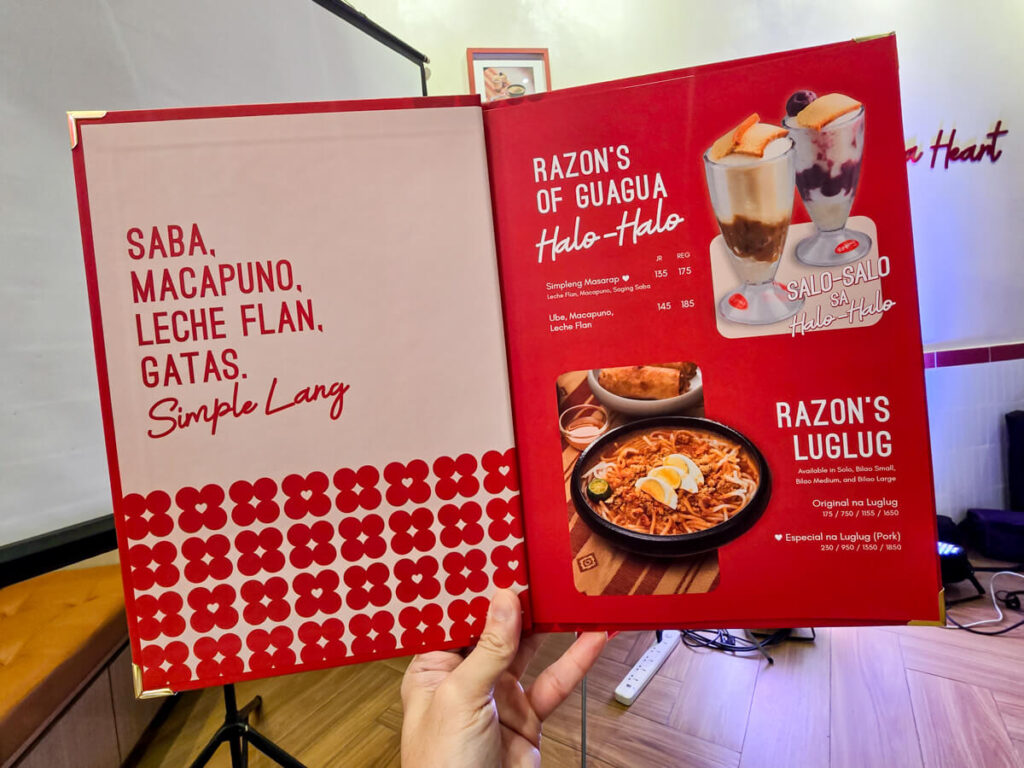 SABA,
MACAPUNO,
LECHE FLAN,
GATAS.
Simple Lang
RAZON'S
OF GUAGUA
Halo-Halo
JR REG
Simpleng Masarap 135 175
Leche Flan, Macapuno, Saging Saba
Ube, Macapuno, 145 185
Leche Flan
SALO-SALO
SA
Halo-Halo
RAZON'S
LUGLUG
Available in Solo, Bilao Small,
Bilao Medium, and Bilao Large
Original na Luglug
175 / 750 / 1155 / 1650
Especial na Luglug (Pork)
230 / 950 / 1350 / 1850
Heart